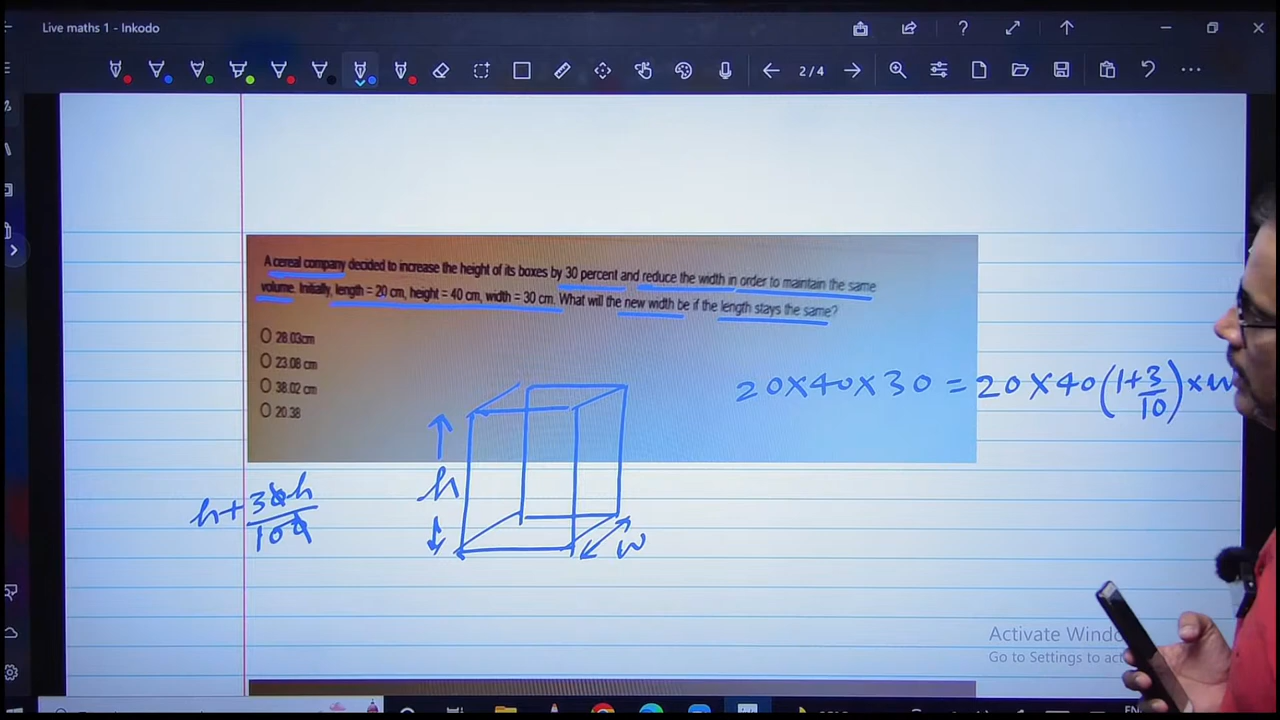 Live maths 1 - Inkodo
2/4
A cereal company decided to increase the height of its boxes by 30 percent and reduce the width in order to maintain the same
volume. Initially, length = 20 cm, height = 40 cm, width = 30 cm. What will the new width be if the length stays the same?
28.03cm
23.08 cm
38.02 cm
20.38
20×40×30 = 20×40(1+3/10)×w
h+30h/100
h
w
Activate Windo
Go to Settings to act